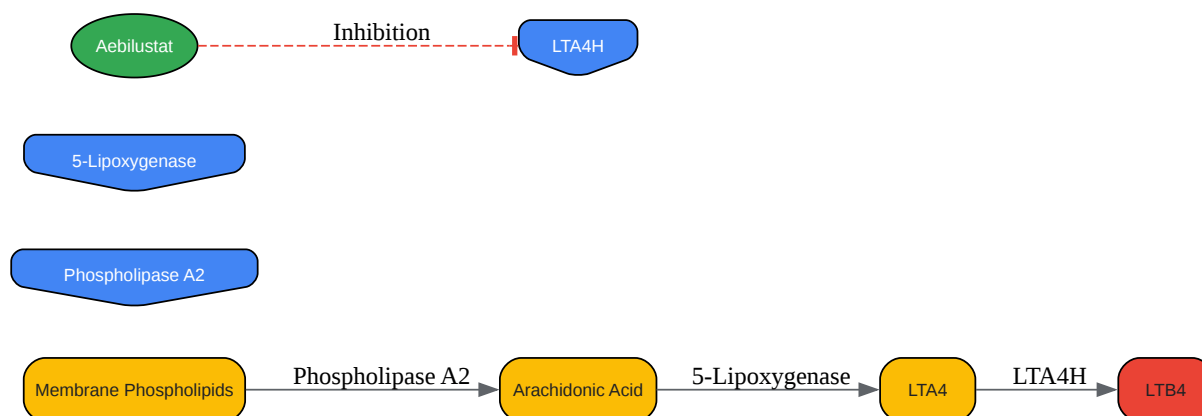 Aebilustat
Inhibition
LTA4H
5-Lipoxygenase
Phospholipase A2
Membrane Phospholipids
Phospholipase A2
Arachidonic Acid
5-Lipoxygenase
LTA4
LTA4H
LTB4